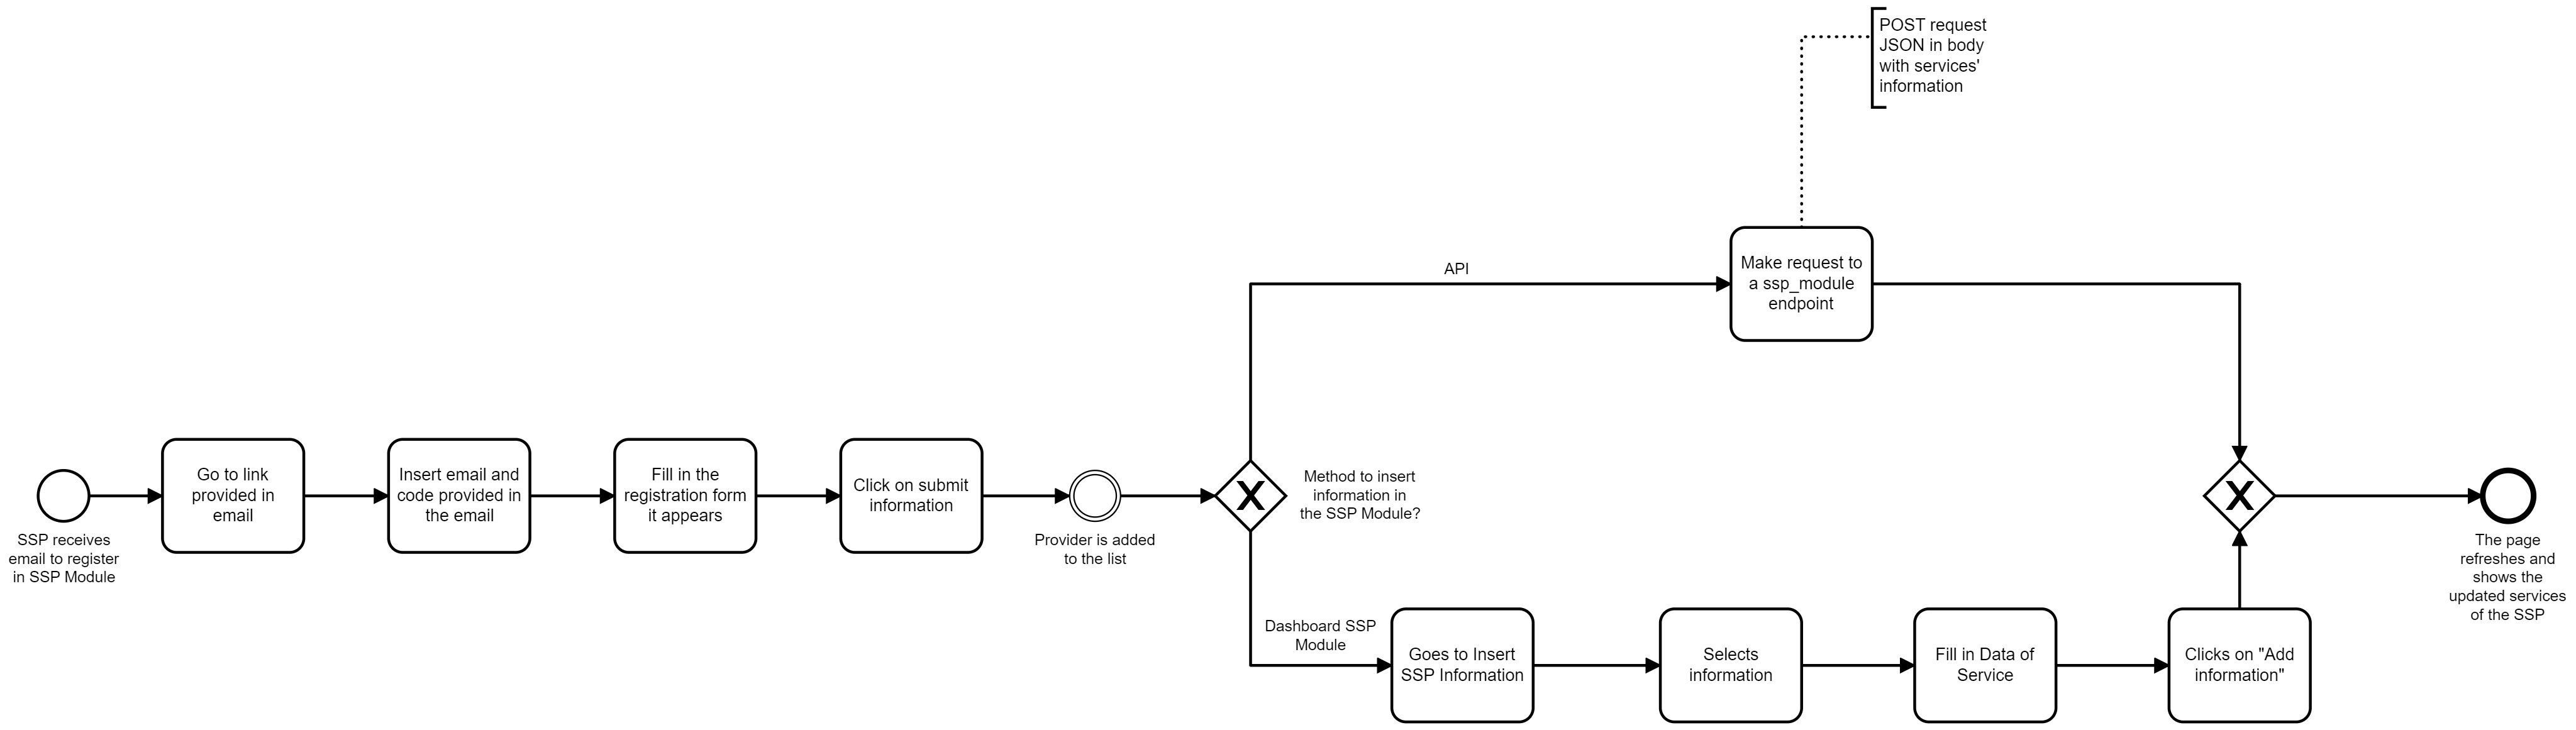 POST request
JSON in body
with services'
information
API
Make request to
a ssp_module
endpoint
SSP receives
email to register
in SSP Module
Go to link
provided in
email
Insert email and
code provided in
the email
Fill in the
registration form
it appears
Click on submit
information
Provider is added
to the list
X
Method to insert
information in
the SSP Module?
Dashboard SSP
Module
Goes to Insert
SSP Information
Selects
information
Fill in Data of
Service
Clicks on "Add
information"
X
The page
refreshes and
shows the
updated services
of the SSP